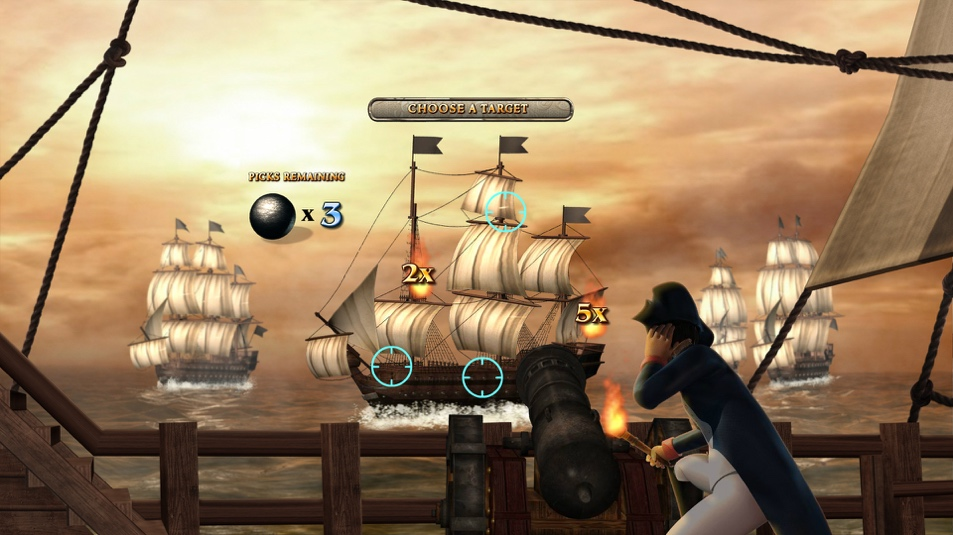 CHOOSE A TARGET
PICKS REMAINING
x 3
2x
5x